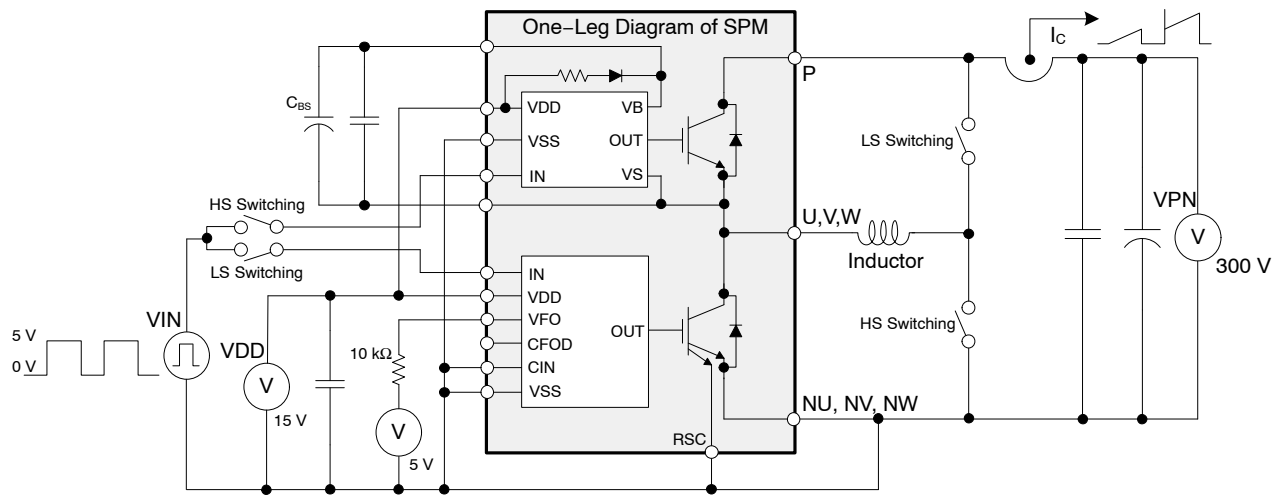 One−Leg Diagram of SPM
IC
P
CBS
VDD
VB
VSS
OUT
IN
VS
LS Switching
HS Switching
LS Switching
U,V,W
Inductor
VPN
V
300 V
IN
VDD
VFO
CFOD
CIN
VSS
OUT
HS Switching
VIN
5 V
0 V
VDD
V
15 V
10 kΩ
V
5 V
NU, NV, NW
RSC